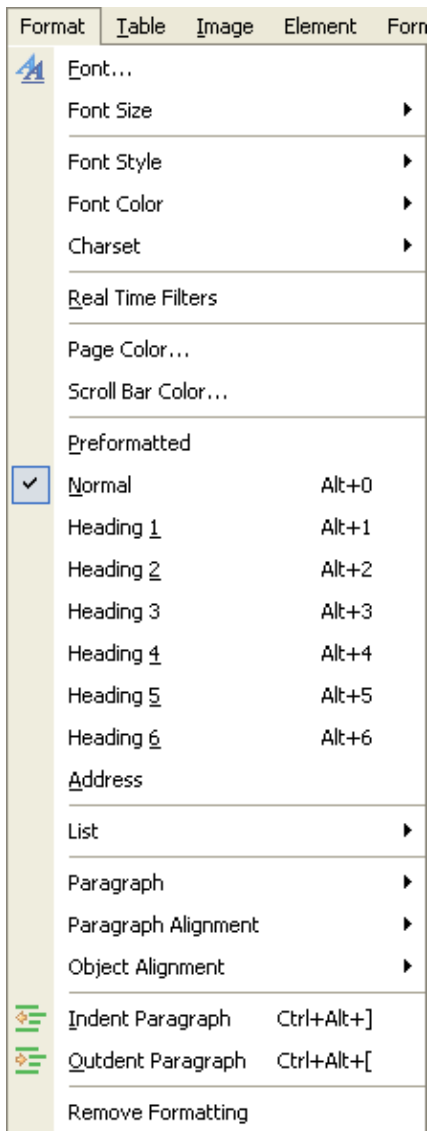 Format Table Image Element Forn
Font...
Font Size
Font Style
Font Color
Charset
Real Time Filters
Page Color...
Scroll Bar Color...
Preformatted
Normal Alt+0
Heading 1 Alt+1
Heading 2 Alt+2
Heading 3 Alt+3
Heading 4 Alt+4
Heading 5 Alt+5
Heading 6 Alt+6
Address
List
Paragraph
Paragraph Alignment
Object Alignment
Indent Paragraph Ctrl+Alt+]
Outdent Paragraph Ctrl+Alt+[
Remove Formatting